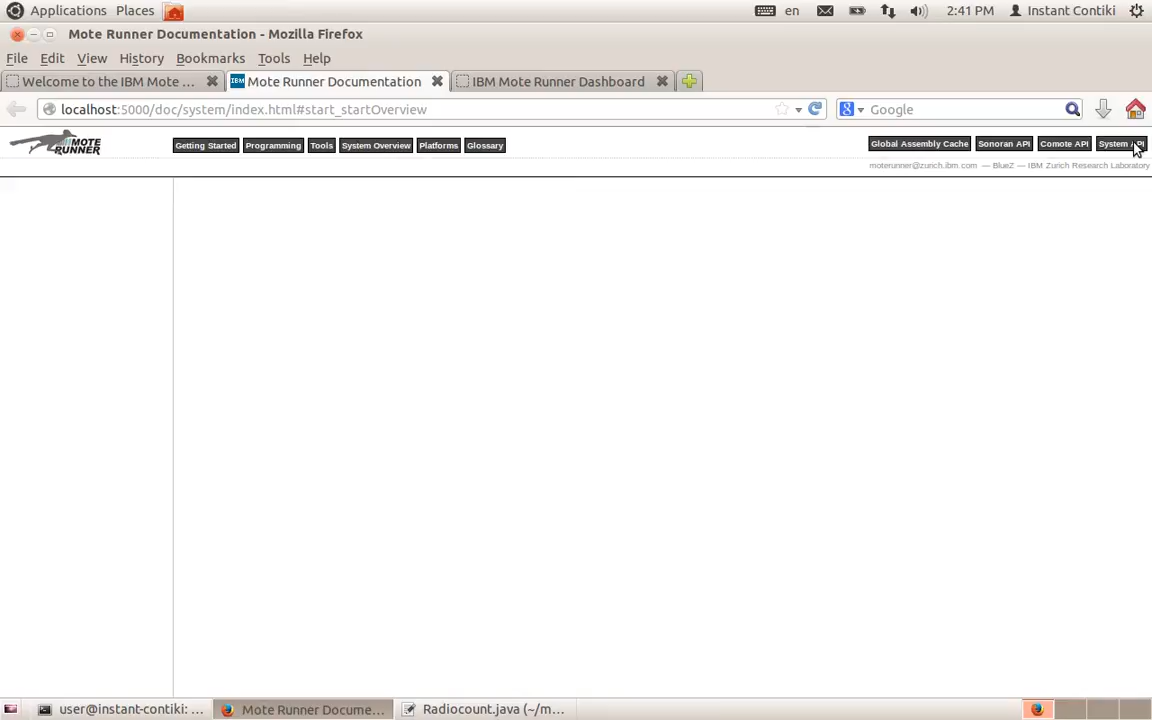 Applications Places en 2:41 PM Instant Contiki
Mote Runner Documentation - Mozilla Firefox
File Edit View History Bookmarks Tools Help
Welcome to the IBM Mote ... Mote Runner Documentation IBM Mote Runner Dashboard
localhost:5000/doc/system/index.html#start_startOverview Google
MOTE RUNNER
Getting Started Programming Tools System Overview Platforms Glossary Global Assembly Cache Sonoran API Comote API System API
moterunner@zurich.ibm.com — BlueZ — IBM Zurich Research Laboratory
user@instant-contiki: ... Mote Runner Docume... Radiocount.java (~/m...